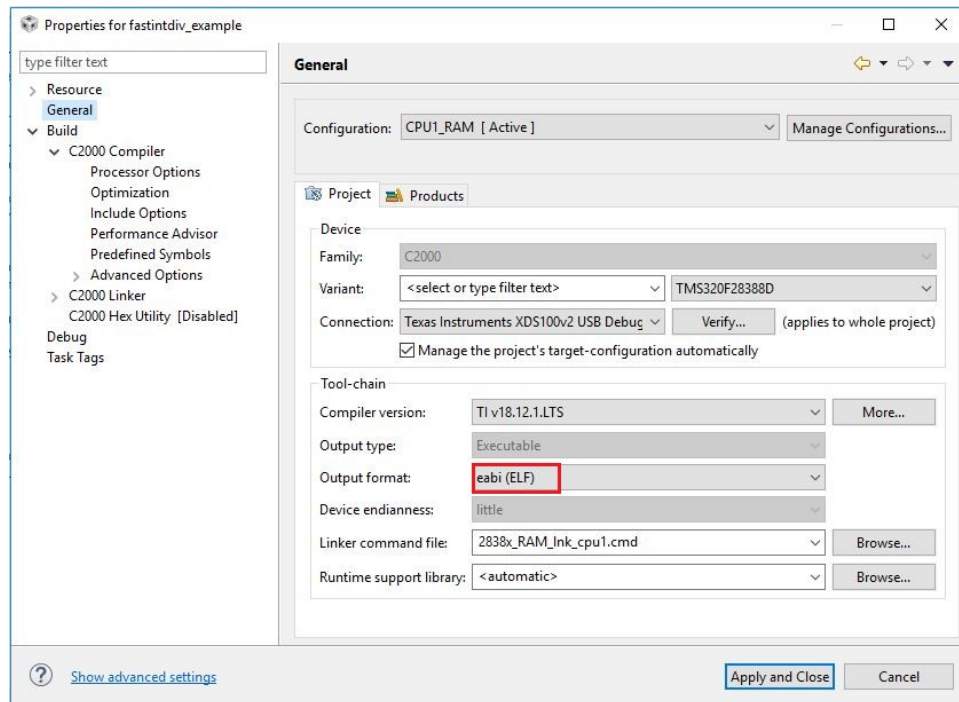 Properties for fastintdiv_example
type filter text
General
Resource
General
Build
C2000 Compiler
Processor Options
Optimization
Include Options
Performance Advisor
Predefined Symbols
Advanced Options
C2000 Linker
C2000 Hex Utility [Disabled]
Debug
Task Tags
Configuration: CPU1_RAM [ Active ] Manage Configurations...
Project Products
Device
Family: C2000
Variant: <select or type filter text> TMS320F28388D
Connection: Texas Instruments XDS100v2 USB Debug Verify... (applies to whole project)
Manage the project's target-configuration automatically
Tool-chain
Compiler version: TI v18.12.1.LTS More...
Output type: Executable
Output format: eabi (ELF)
Device endianness: little
Linker command file: 2838x_RAM_lnk_cpu1.cmd Browse...
Runtime support library: <automatic> Browse...
? Show advanced settings Apply and Close Cancel